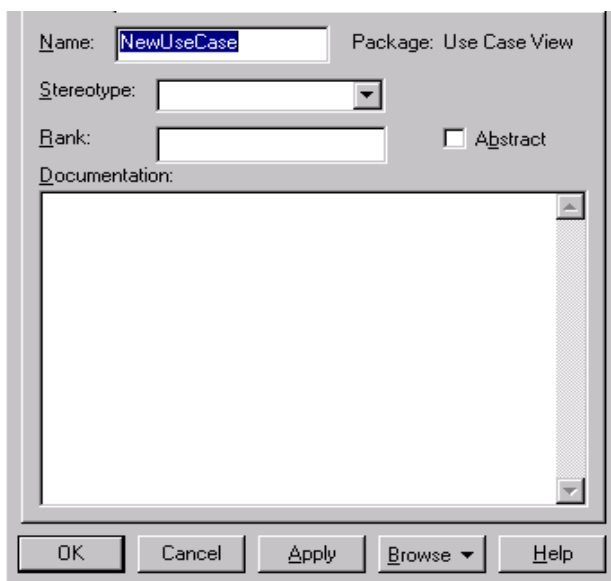 Name: NewUseCase Package: Use Case View
Stereotype:
Rank: Abstract
Documentation:
OK Cancel Apply Browse Help